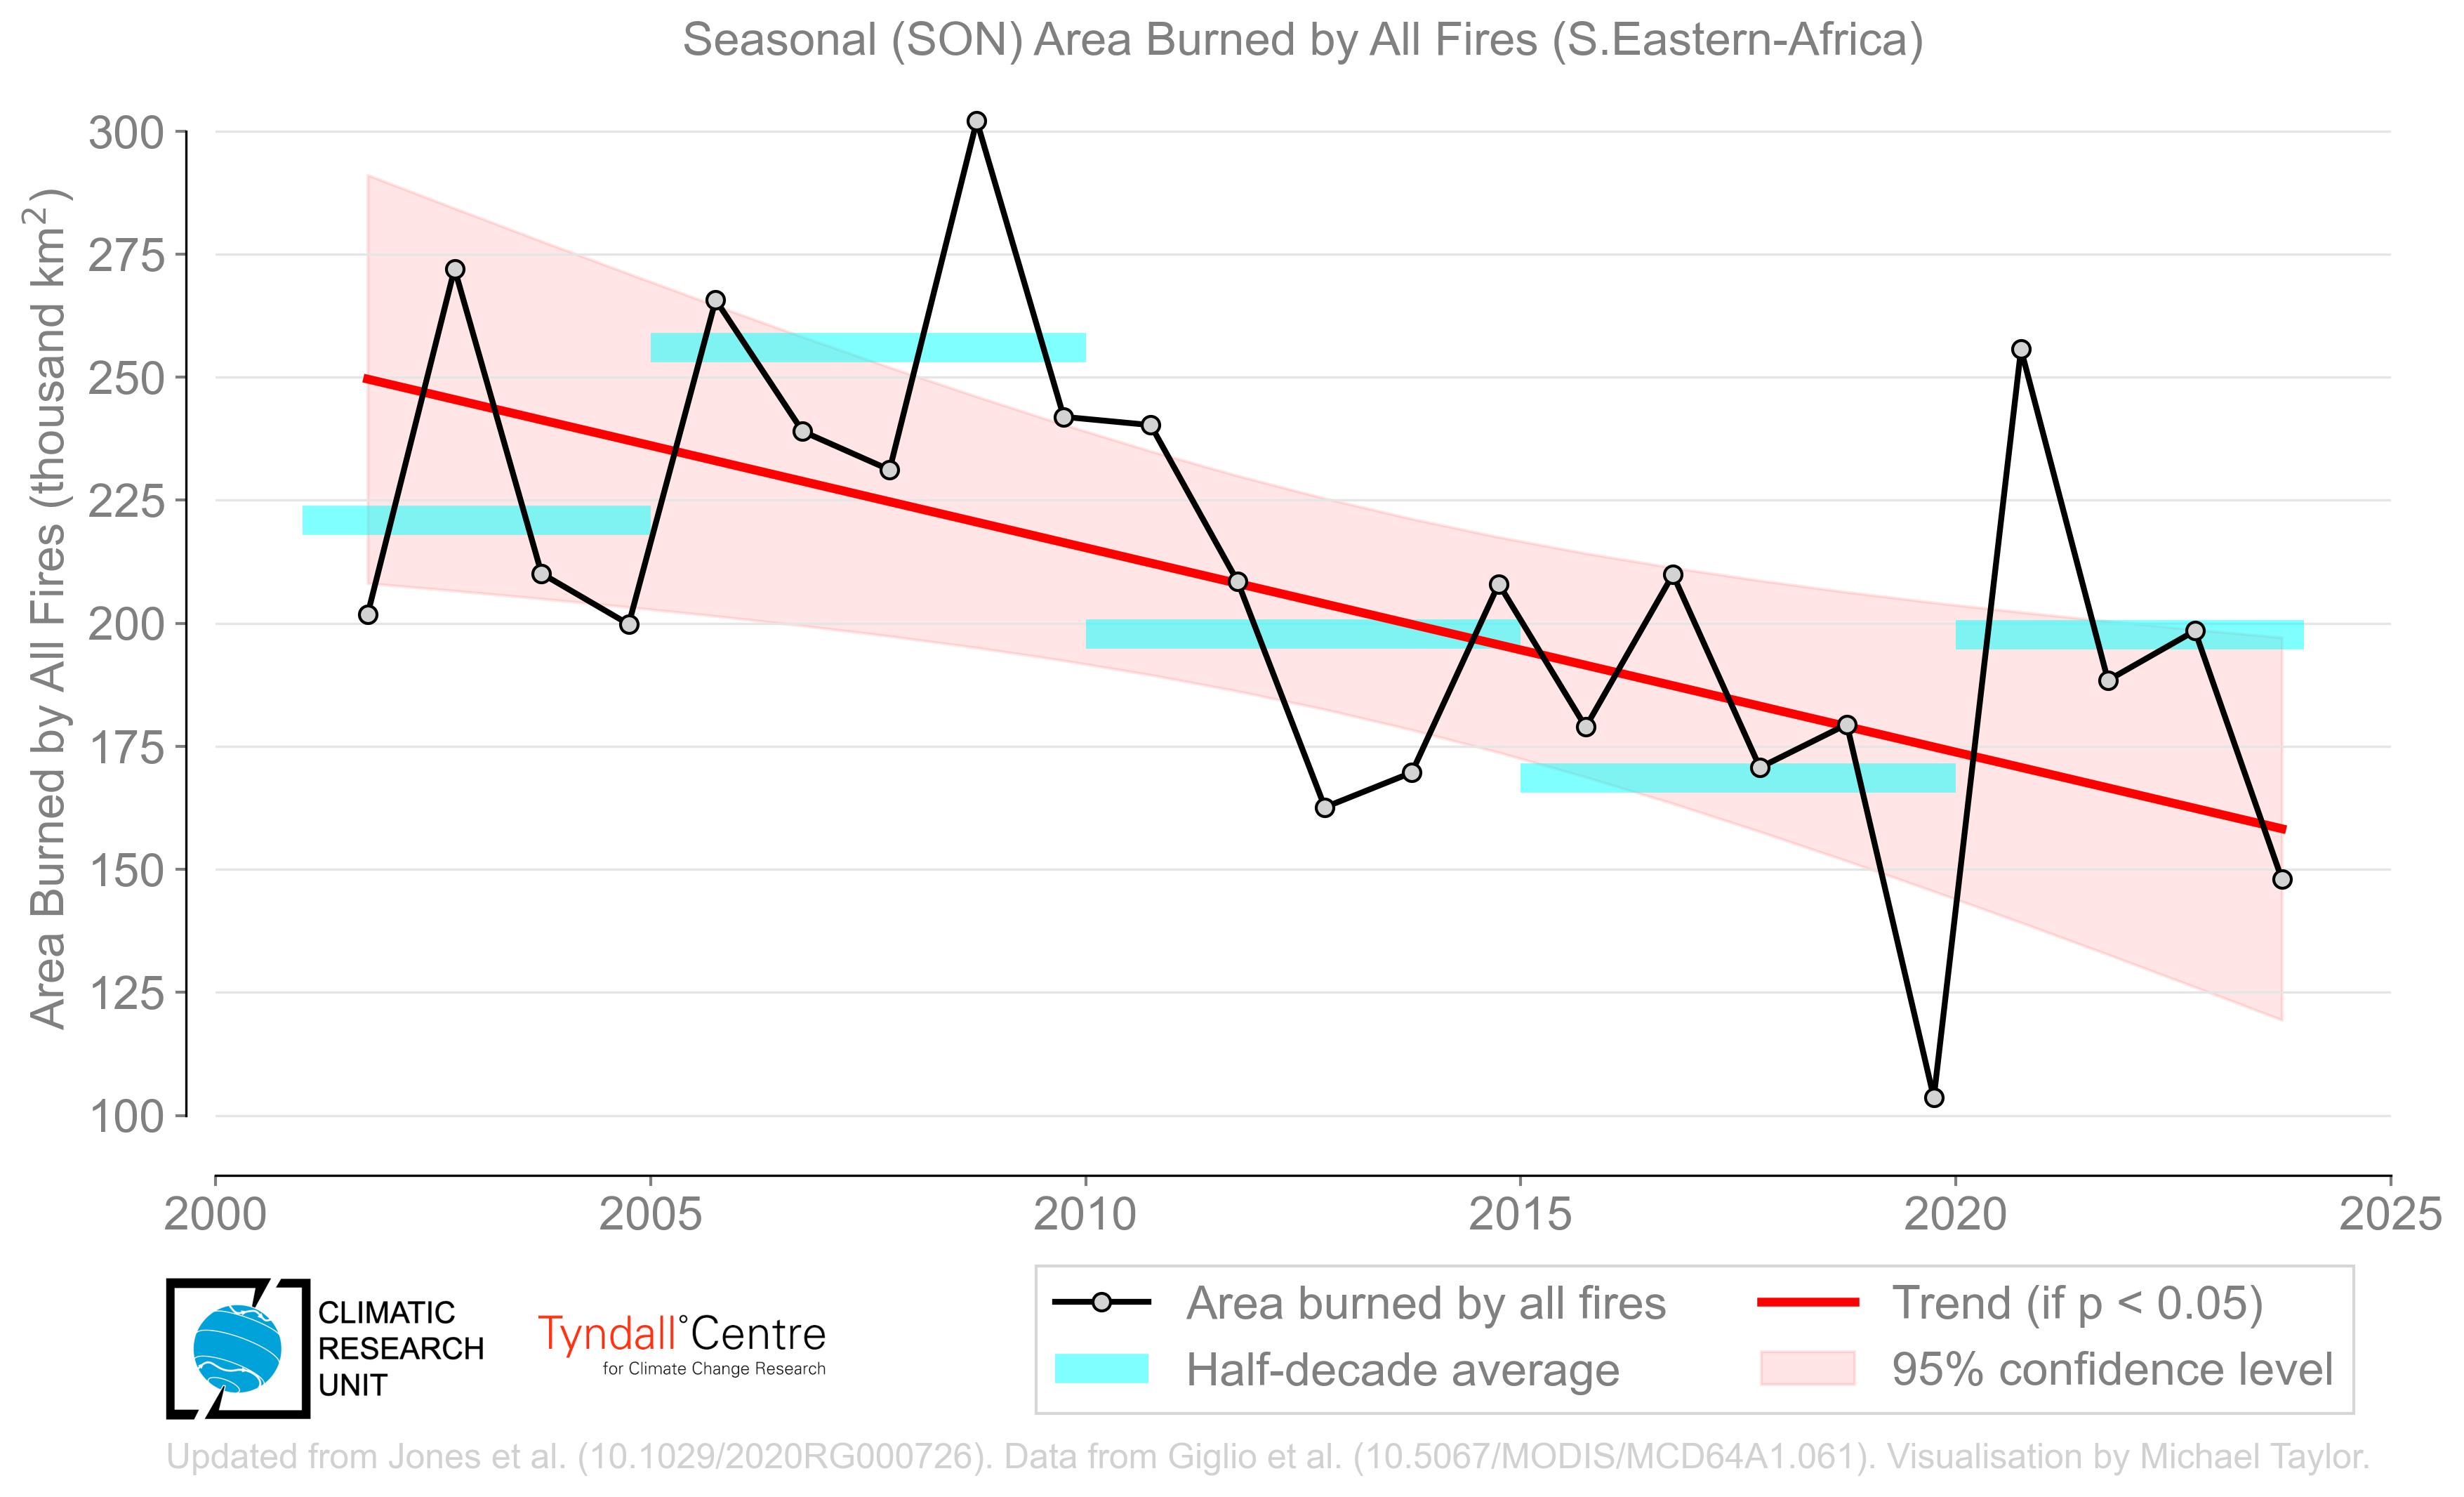 Seasonal (SON) Area Burned by All Fires (S.Eastern-Africa)
Area Burned by All Fires (thousand km²)
300
275
250
225
200
175
150
125
100
2000 2005 2010 2015 2020 2025
Area burned by all fires
Half-decade average
Trend (if p < 0.05)
95% confidence level
CLIMATIC
RESEARCH
UNIT
Tyndall°Centre
for Climate Change Research
Updated from Jones et al. (10.1029/2020RG000726). Data from Giglio et al. (10.5067/MODIS/MCD64A1.061). Visualisation by Michael Taylor.